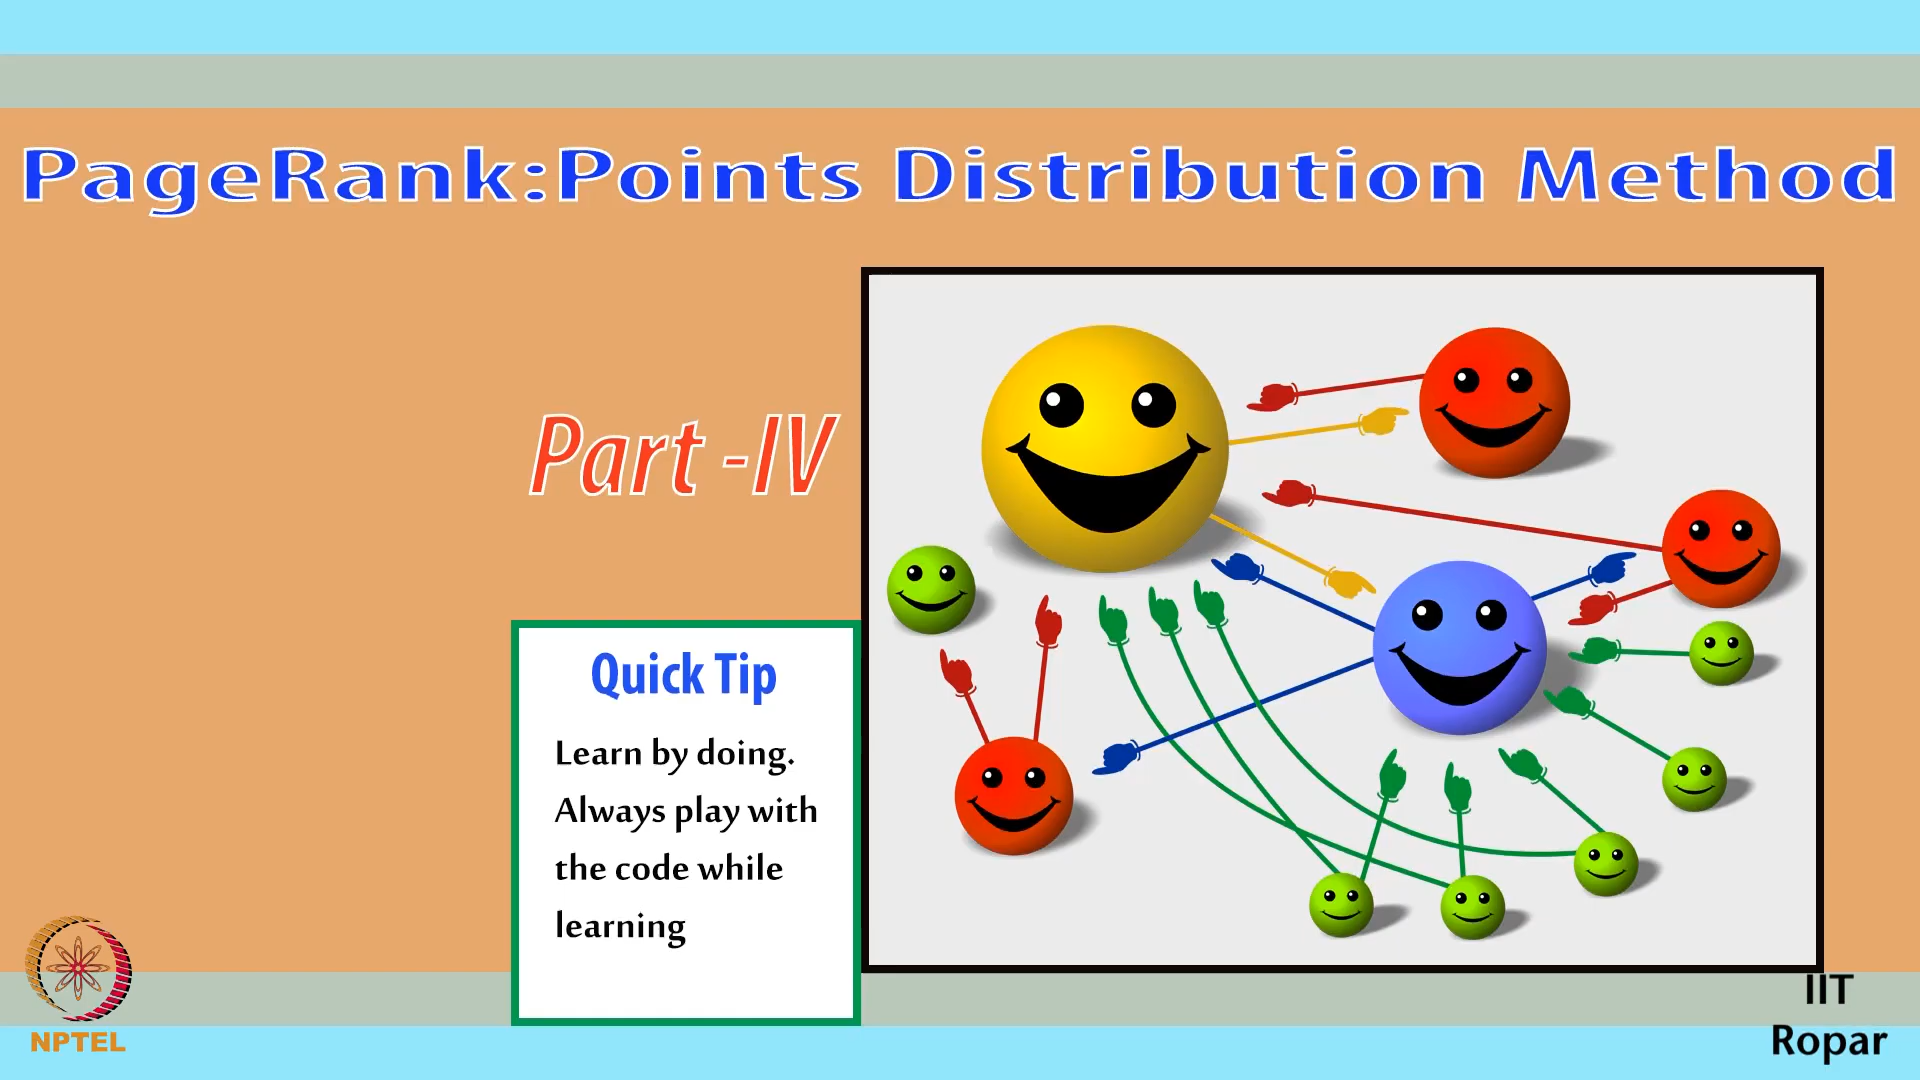 PageRank:Points Distribution Method
Part -IV
Quick Tip
Learn by doing.
Always play with
the code while
learning
NPTEL
IIT
Ropar